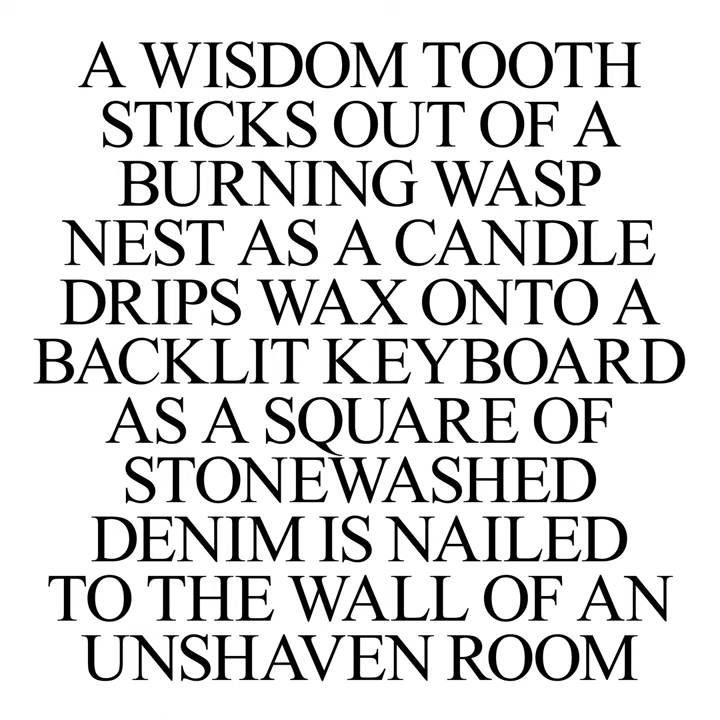 A WISDOM TOOTH
STICKS OUT OF A
BURNING WASP
NEST AS A CANDLE
DRIPS WAX ONTO A
BACKLIT KEYBOARD
AS A SQUARE OF
STONEWASHED
DENIM IS NAILED
TO THE WALL OF AN
UNSHAVEN ROOM